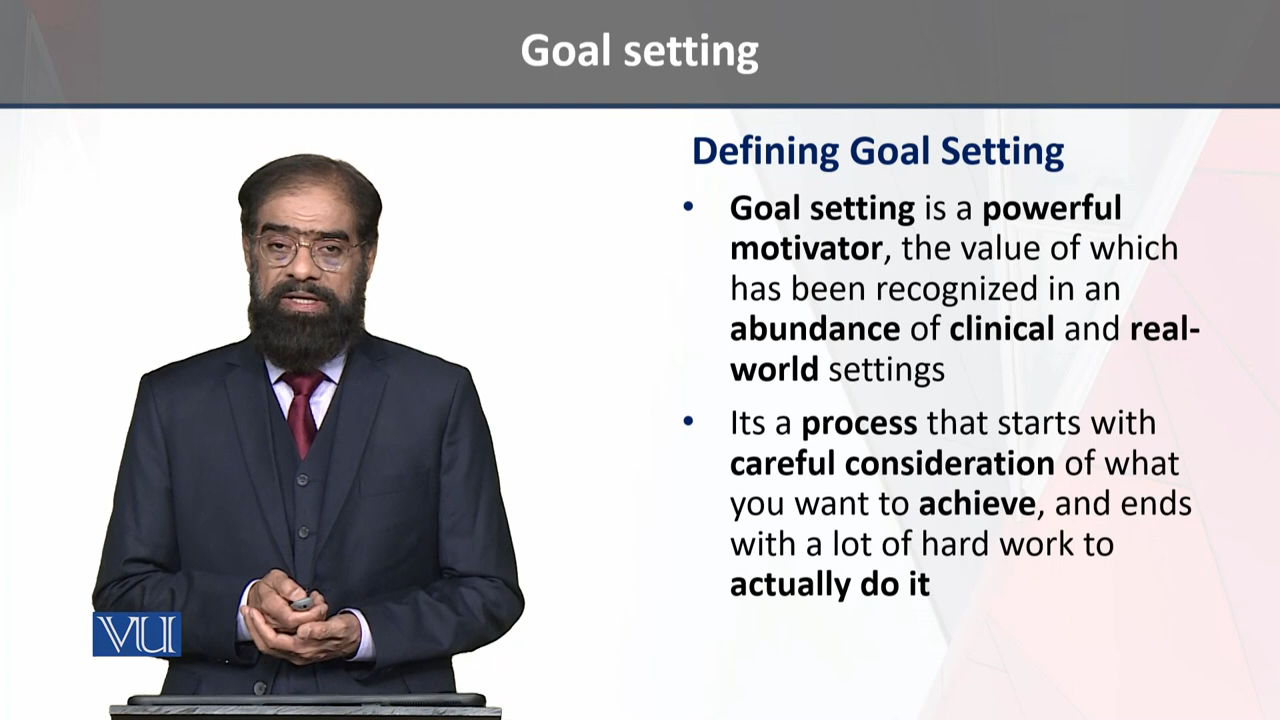 Goal setting
Defining Goal Setting
• Goal setting is a powerful
motivator, the value of which
has been recognized in an
abundance of clinical and real-
world settings
• Its a process that starts with
careful consideration of what
you want to achieve, and ends
with a lot of hard work to
actually do it
VU